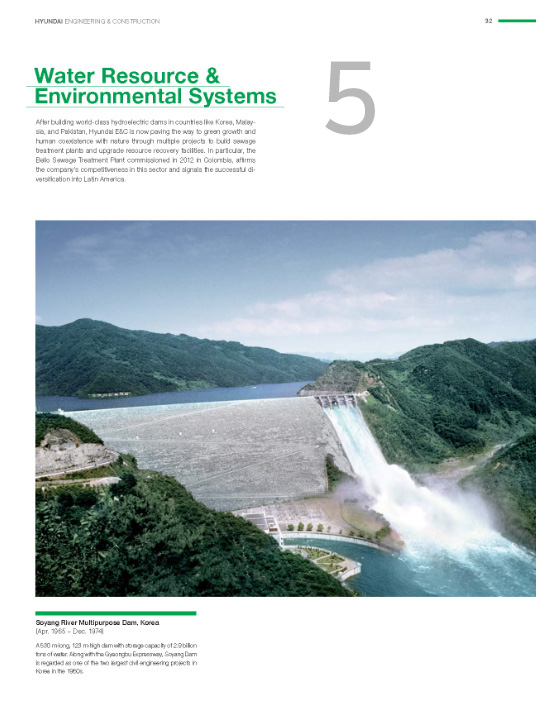 HYUNDAI ENGINEERING & CONSTRUCTION
32
Water Resource &
Environmental Systems
5
After building world-class hydroelectric dams in countries like Korea, Malay-
sia, and Pakistan, Hyundai E&C is now paving the way to green growth and
human coexistence with nature through multiple projects to build sewage
treatment plants and upgrade resource recovery facilities. In particular, the
Bello Sewage Treatment Plant commissioned in 2012 in Colombia, affirms
the company's competitiveness in this sector and signals the successful di-
versification into Latin America.
Soyang River Multipurpose Dam, Korea
(Apr. 1965 ~ Dec. 1974)
A 530 m-long, 123 m-high dam with storage capacity of 2.9 billion
tons of water. Along with the Gyeongbu Expressway, Soyang Dam
is regarded as one of the two largest civil engineering projects in
Korea in the 1960s.